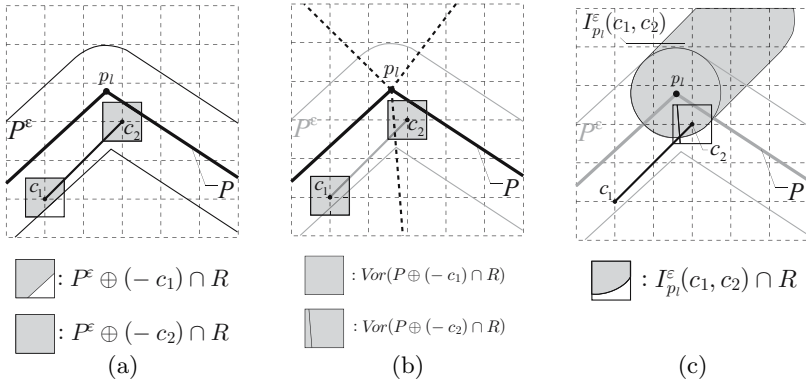 p_l
P^ε
c_2
c_1
P
: P^ε ⊕ (− c_1) ∩ R
: P^ε ⊕ (− c_2) ∩ R
(a)
p_l
P^ε
c_2
c_1
P
: Vor(P ⊕ (− c_1) ∩ R)
: Vor(P ⊕ (− c_2) ∩ R)
(b)
I^ε_{p_l}(c_1, c_2)
p_l
c_2
c_1
P
: I^ε_{p_l}(c_1, c_2) ∩ R
(c)